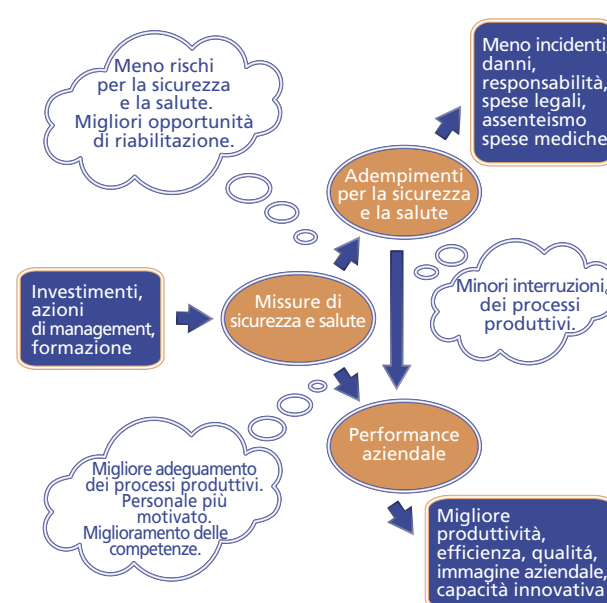 Meno rischi
per la sicurezza
e la salute.
Migliori opportunità
di riabilitazione.
Meno incidenti,
danni,
responsabilità,
spese legali,
assenteismo
spese mediche
Adempimenti
per la sicurezza
e la salute
Investimenti,
azioni
di management,
formazione
Missure di
sicurezza e salute
Minori interruzioni,
dei processi
produttivi.
Performance
aziendale
Migliore adeguamento
dei processi produttivi.
Personale più
motivato.
Miglioramento delle
competenze.
Migliore
produttività,
efficienza, qualitá,
immagine aziendale,
capacità innovativa